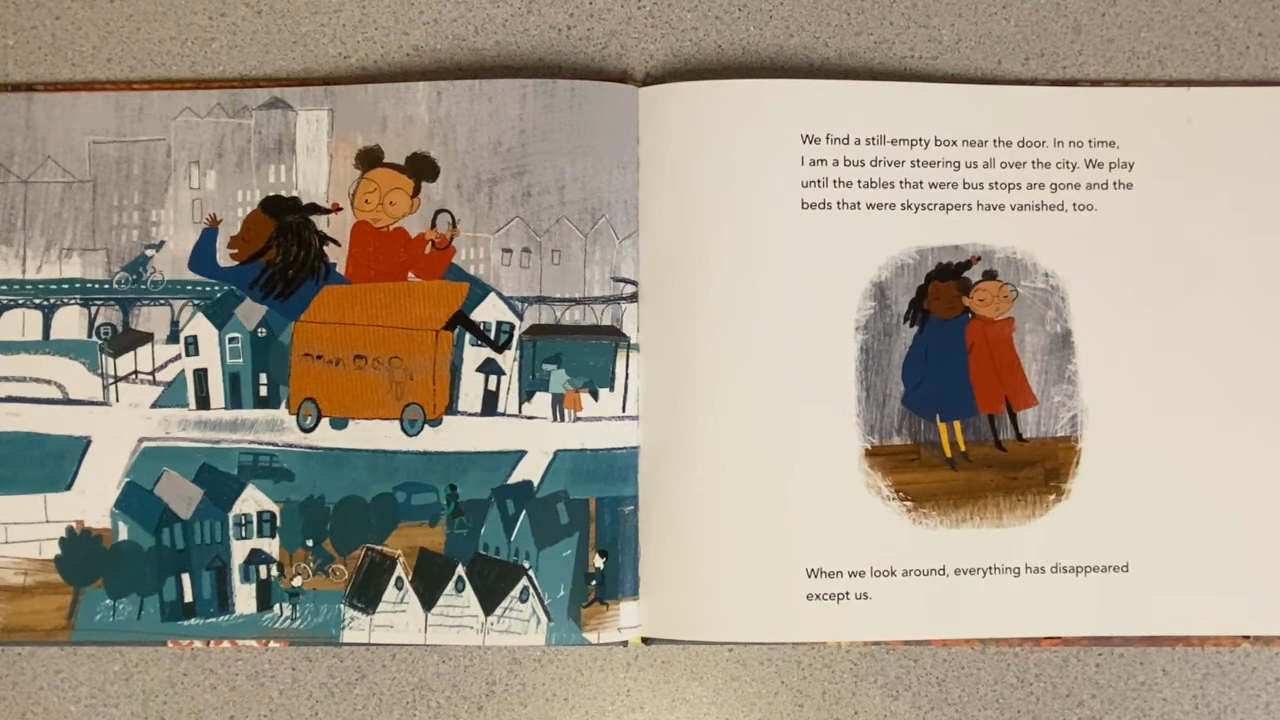 We find a still-empty box near the door. In no time,
I am a bus driver steering us all over the city. We play
until the tables that were bus stops are gone and the
beds that were skyscrapers have vanished, too.
When we look around, everything has disappeared
except us.